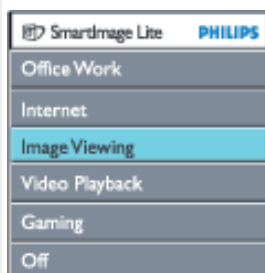 SmartImage Lite PHILIPS
Office Work
Internet
Image Viewing
Video Playback
Gaming
Off